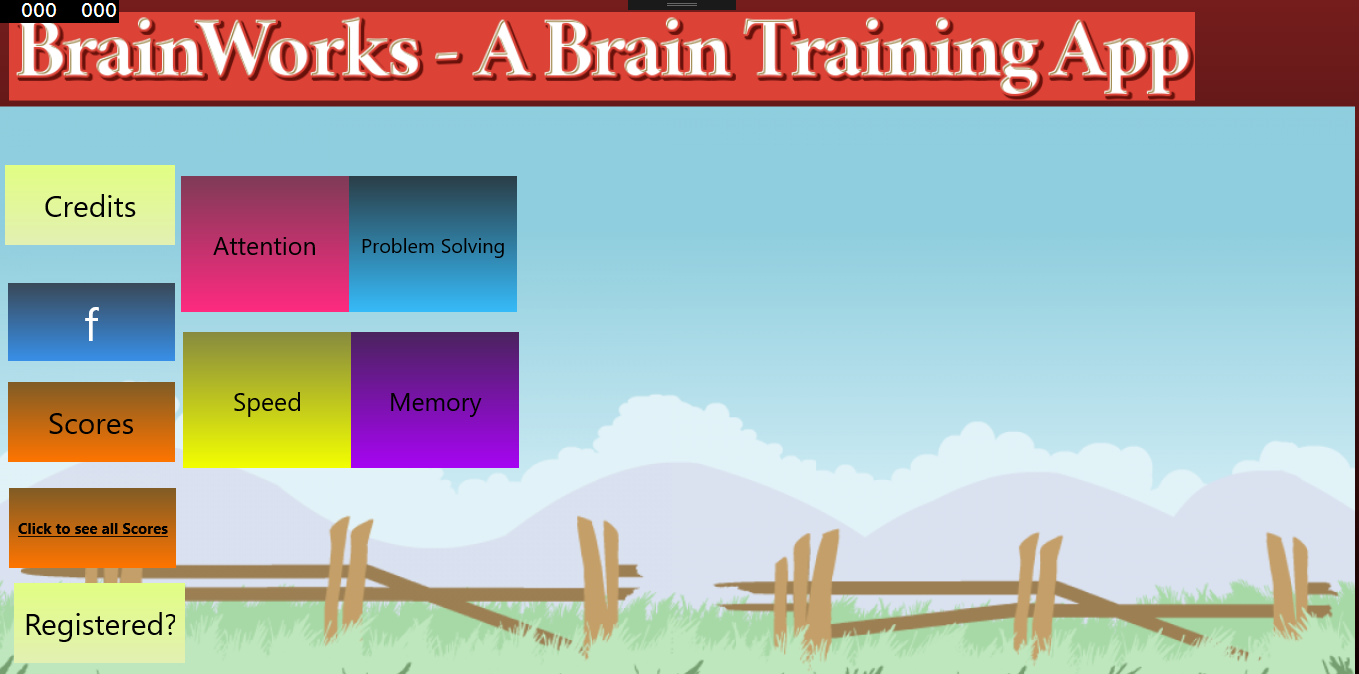 000 000
BrainWorks - A Brain Training App
Credits
Attention
Problem Solving
f
Speed
Memory
Scores
Click to see all Scores
Registered?